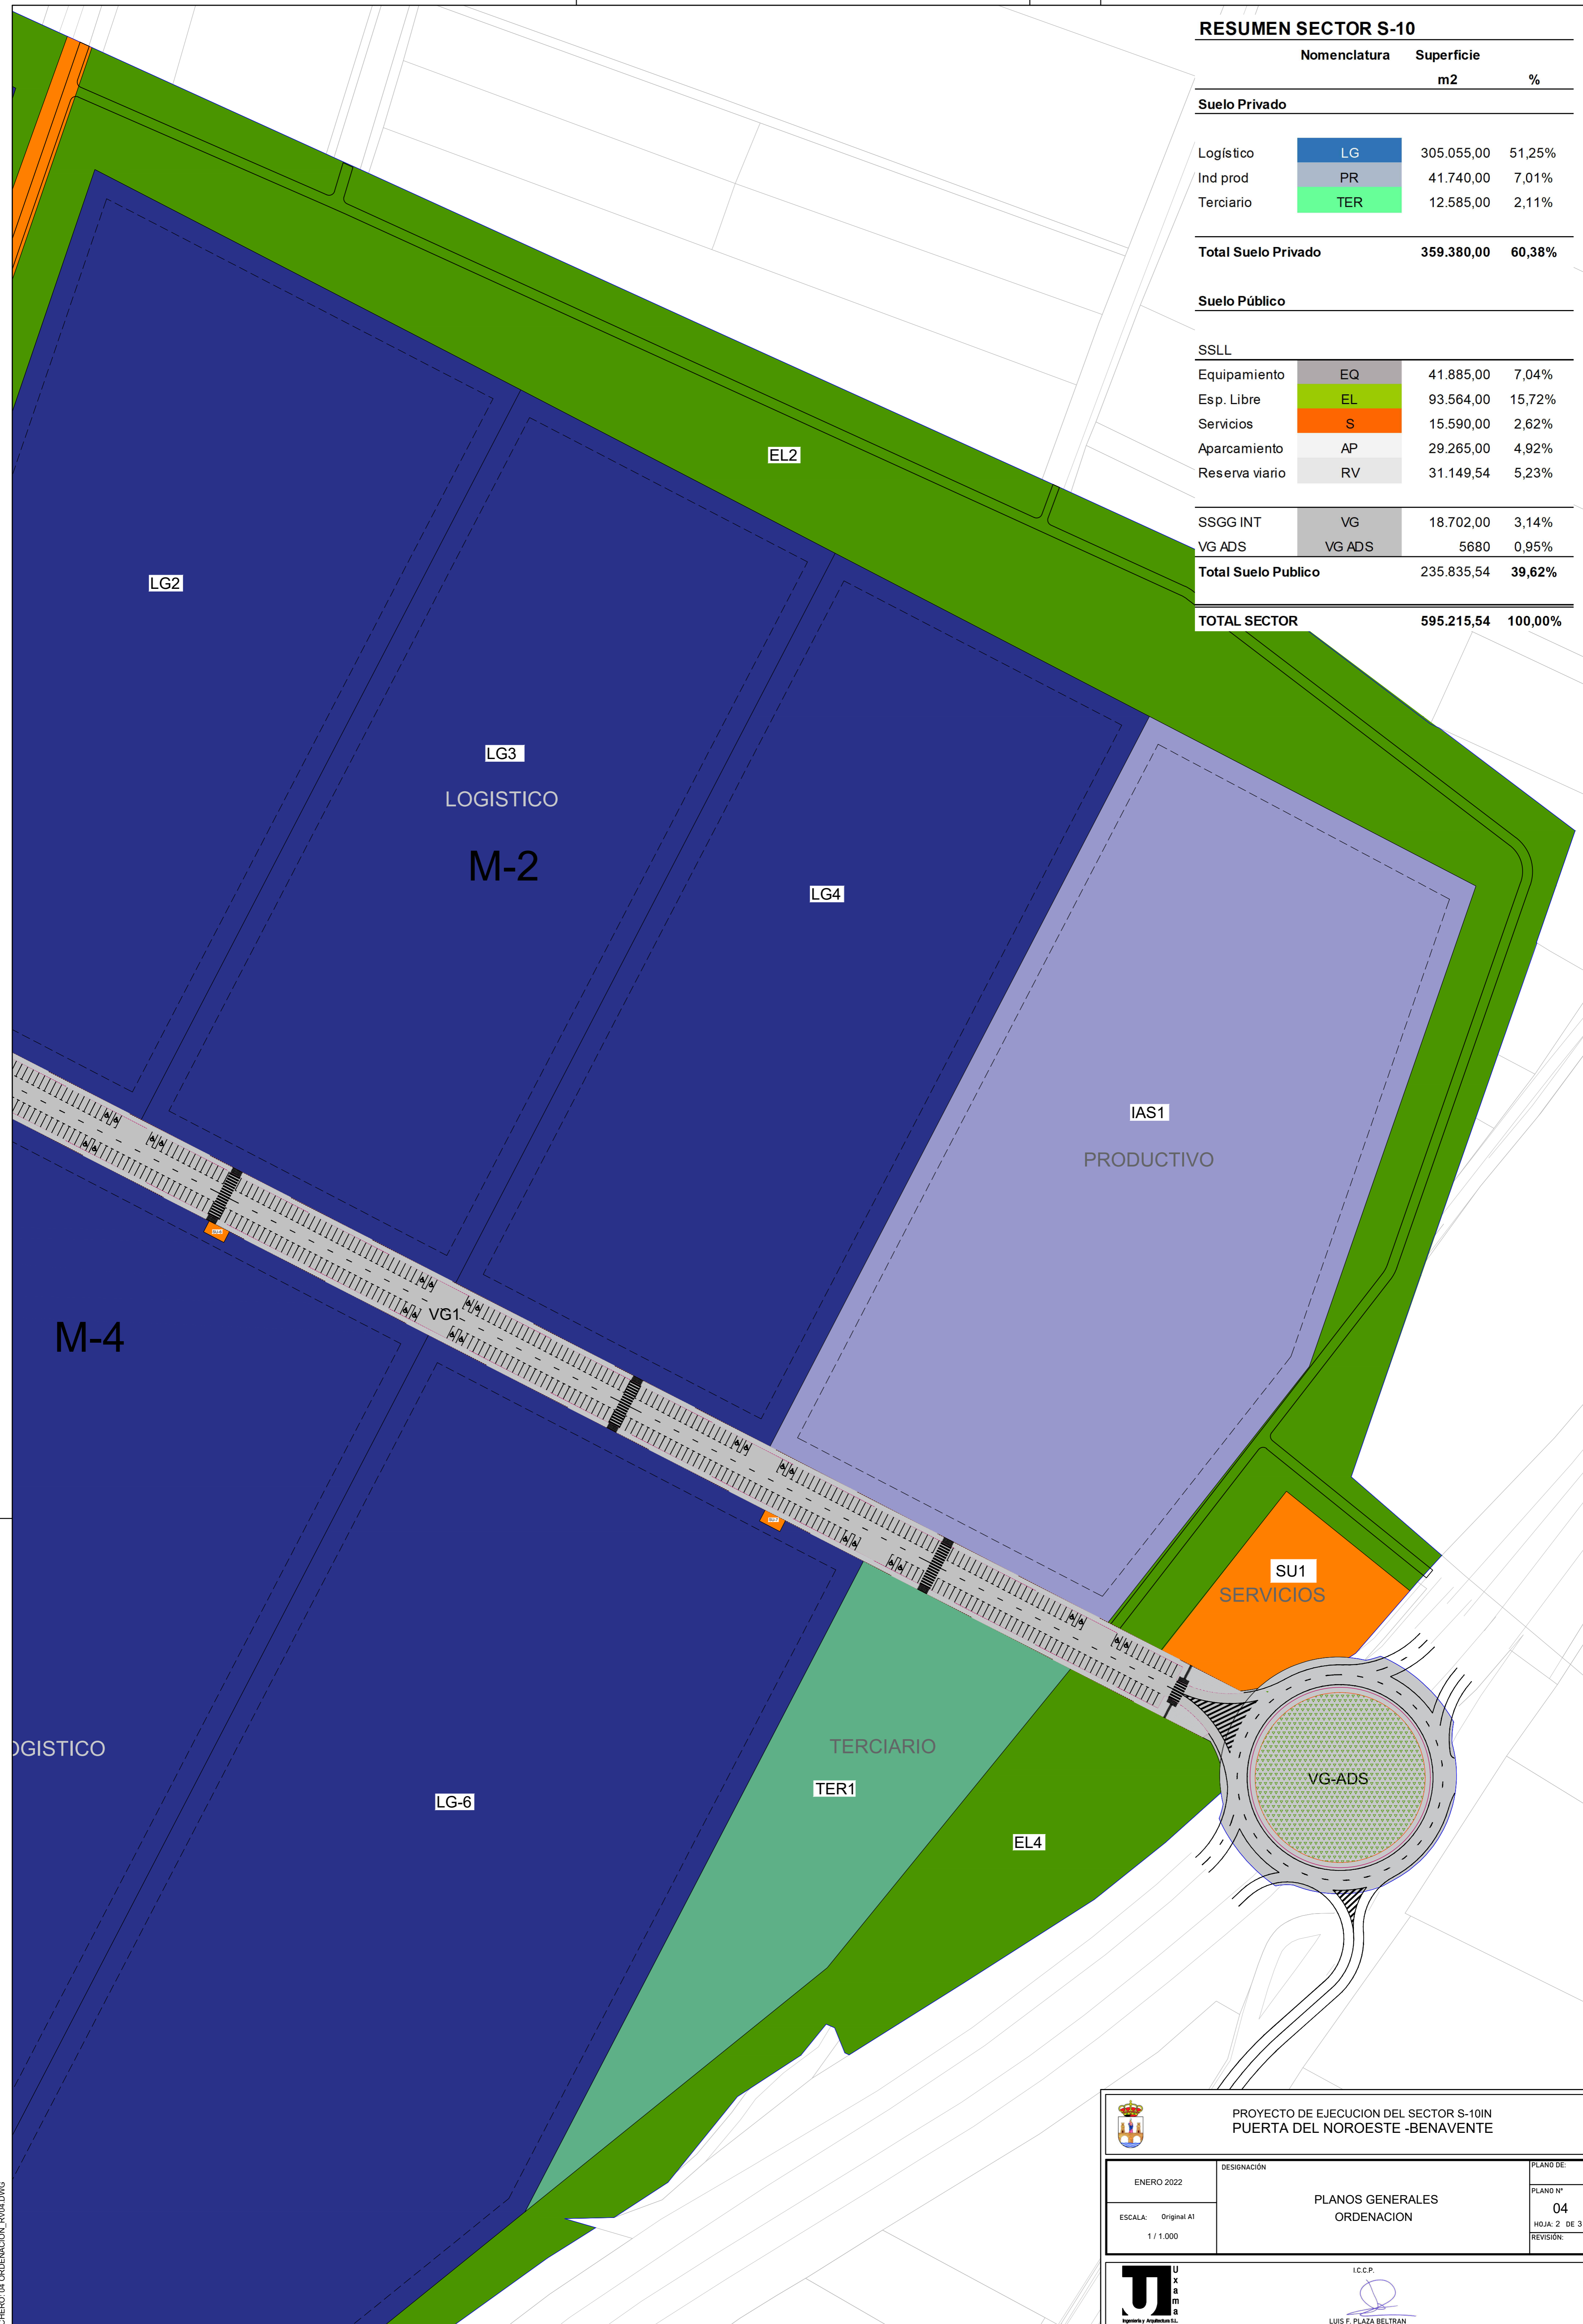 RESUMEN SECTOR S-10
Nomenclatura Superficie
m2 %
Suelo Privado
Logístico LG 305.055,00 51,25%
Ind prod PR 41.740,00 7,01%
Terciario TER 12.585,00 2,11%
Total Suelo Privado 359.380,00 60,38%
Suelo Público
SSLL
Equipamiento EQ 41.885,00 7,04%
Esp. Libre EL 93.564,00 15,72%
Servicios S 15.590,00 2,62%
Aparcamiento AP 29.265,00 4,92%
Reserva viario RV 31.149,54 5,23%
SSGG INT VG 18.702,00 3,14%
VG ADS VG ADS 5680 0,95%
Total Suelo Publico 235.835,54 39,62%
TOTAL SECTOR 595.215,54 100,00%
EL2
LG2
LG3
LOGISTICO
M-2
LG4
IAS1
PRODUCTIVO
VG1
M-4
SU1
SERVICIOS
TERCIARIO
TER1
VG-ADS
OGISTICO
LG-6
EL4
PROYECTO DE EJECUCION DEL SECTOR S-10IN
PUERTA DEL NOROESTE -BENAVENTE
ENERO 2022
DESIGNACIÓN
PLANO DE:
PLANOS GENERALES
ORDENACION
PLANO Nº
04
HOJA: 2 DE 3
REVISIÓN:
ESCALA: Original A1
1 / 1.000
Uxama
Ingeniería y Arquitectura S.L.
I.C.C.P.
LUIS F. PLAZA BELTRAN
CHERO: 04 ORDENACION_RV04.DWG